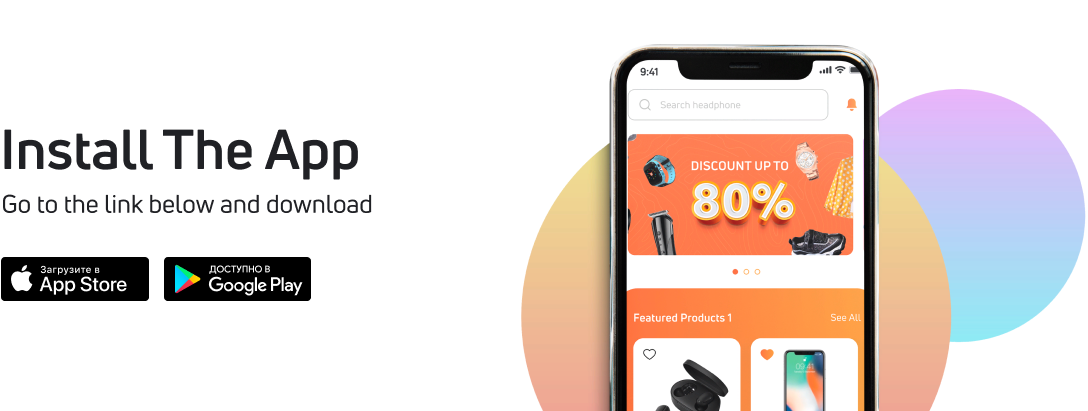 Install The App
Go to the link below and download
Загрузите в
App Store
ДОСТУПНО В
Google Play
9:41
Search headphone
DISCOUNT UP TO
80%
Featured Products 1
See All
09:41